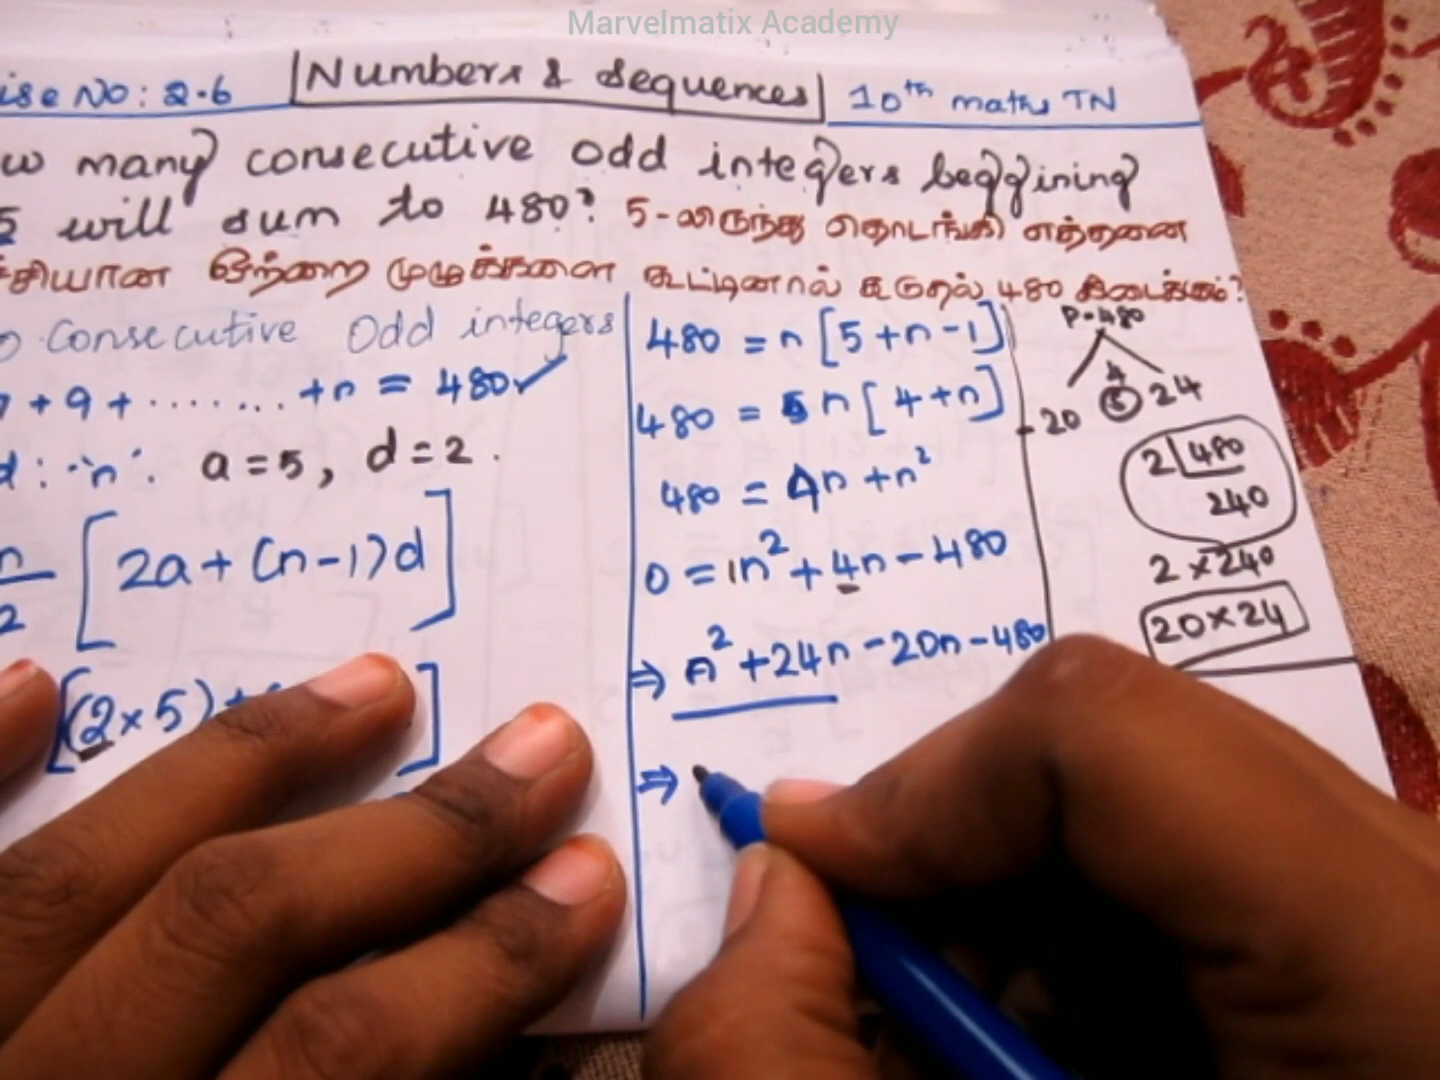 Marvelmatix Academy
ise No: 2.6 Numbers & Sequences 10th maths TN
ow many consecutive odd integers beggining
5 will sum to 480? 5-லிருந்து தொடங்கி எத்தனை
ச்சியான ஒற்றை முழுக்களை கூட்டினால் கூடுதல் 480 கிடைக்கும்?
Consecutive Odd integers
+ 9 + ........ + n = 480 ✓
d : "n". a = 5, d = 2.
n/2 [2a + (n-1)d]
[(2×5) + ]
480 = n[5+n-1]
480 = n[4+n]
480 = 4n + n²
0 = 1n² + 4n - 480
⇒ n² + 24n - 20n - 480
⇒
P - 480
4
-20 (S) 24
2 480
240
2 × 240
20 × 24